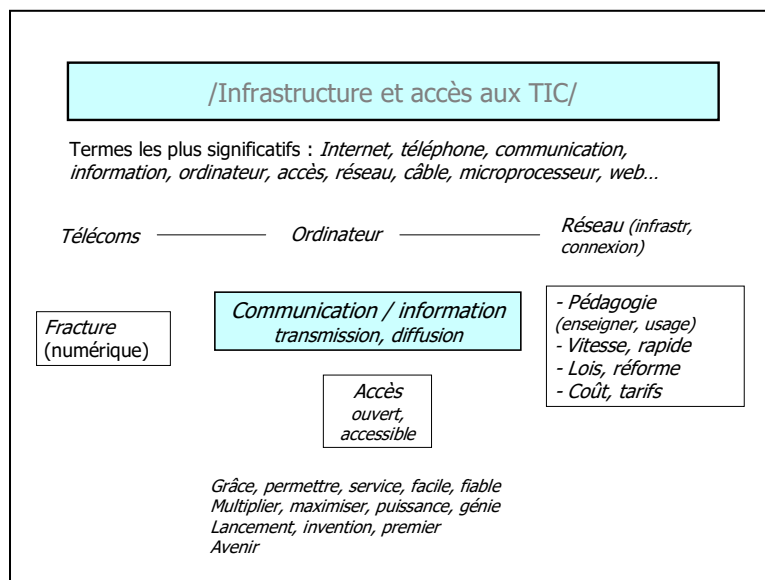 /Infrastructure et accès aux TIC/
Termes les plus significatifs : Internet, téléphone, communication,
information, ordinateur, accès, réseau, câble, microprocesseur, web…
Télécoms
Ordinateur
Réseau (infrastr,
connexion)
Fracture
(numérique)
Communication / information
transmission, diffusion
- Pédagogie
(enseigner, usage)
- Vitesse, rapide
- Lois, réforme
- Coût, tarifs
Accès
ouvert,
accessible
Grâce, permettre, service, facile, fiable
Multiplier, maximiser, puissance, génie
Lancement, invention, premier
Avenir